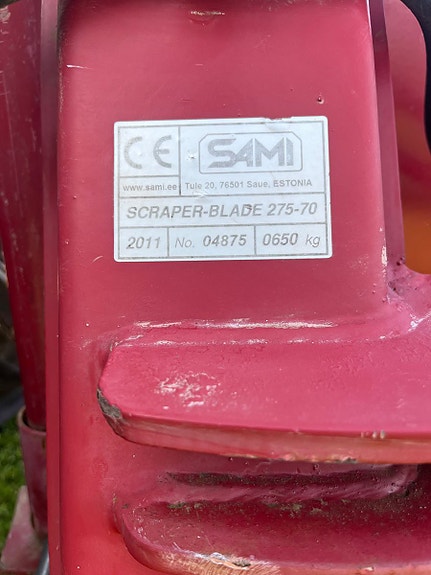 CE SAMI
www.sami.ee Tule 20, 76501 Saue, ESTONIA
SCRAPER-BLADE 275-70
2011 No. 04875 0650 kg